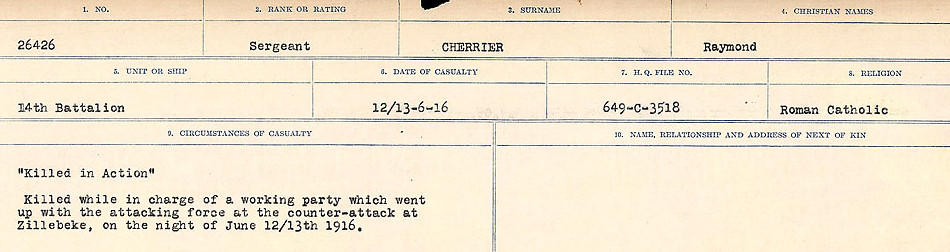 1. NO. 2. RANK OR RATING 3. SURNAME 4. CHRISTIAN NAMES
26426 Sergeant CHERRIER Raymond
5. UNIT OR SHIP 6. DATE OF CASUALTY 7. H. Q. FILE NO. 8. RELIGION
14th Battalion 12/13-6-16 649-C-3518 Roman Catholic
9. CIRCUMSTANCES OF CASUALTY 10. NAME, RELATIONSHIP AND ADDRESS OF NEXT OF KIN
"Killed in Action"
Killed while in charge of a working party which went
up with the attacking force at the counter-attack at
Zillebeke, on the night of June 12/13th 1916.